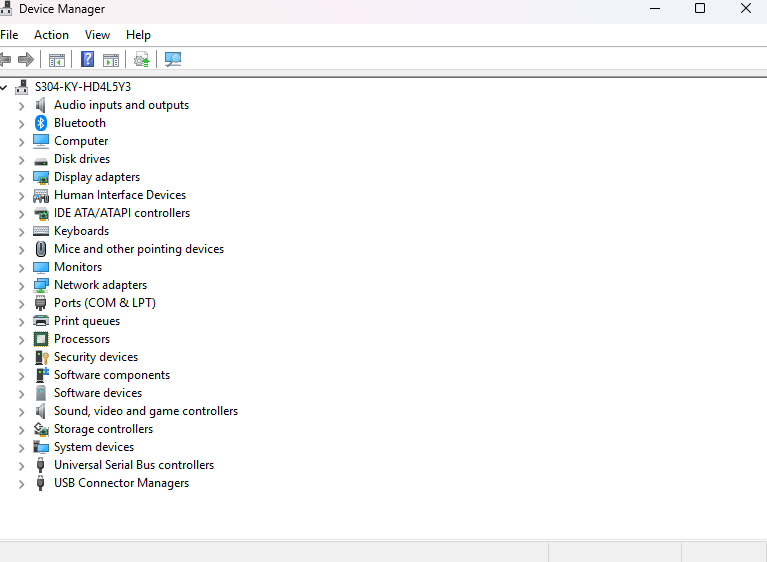 Device Manager
File Action View Help
S304-KY-HD4L5Y3
Audio inputs and outputs
Bluetooth
Computer
Disk drives
Display adapters
Human Interface Devices
IDE ATA/ATAPI controllers
Keyboards
Mice and other pointing devices
Monitors
Network adapters
Ports (COM & LPT)
Print queues
Processors
Security devices
Software components
Software devices
Sound, video and game controllers
Storage controllers
System devices
Universal Serial Bus controllers
USB Connector Managers